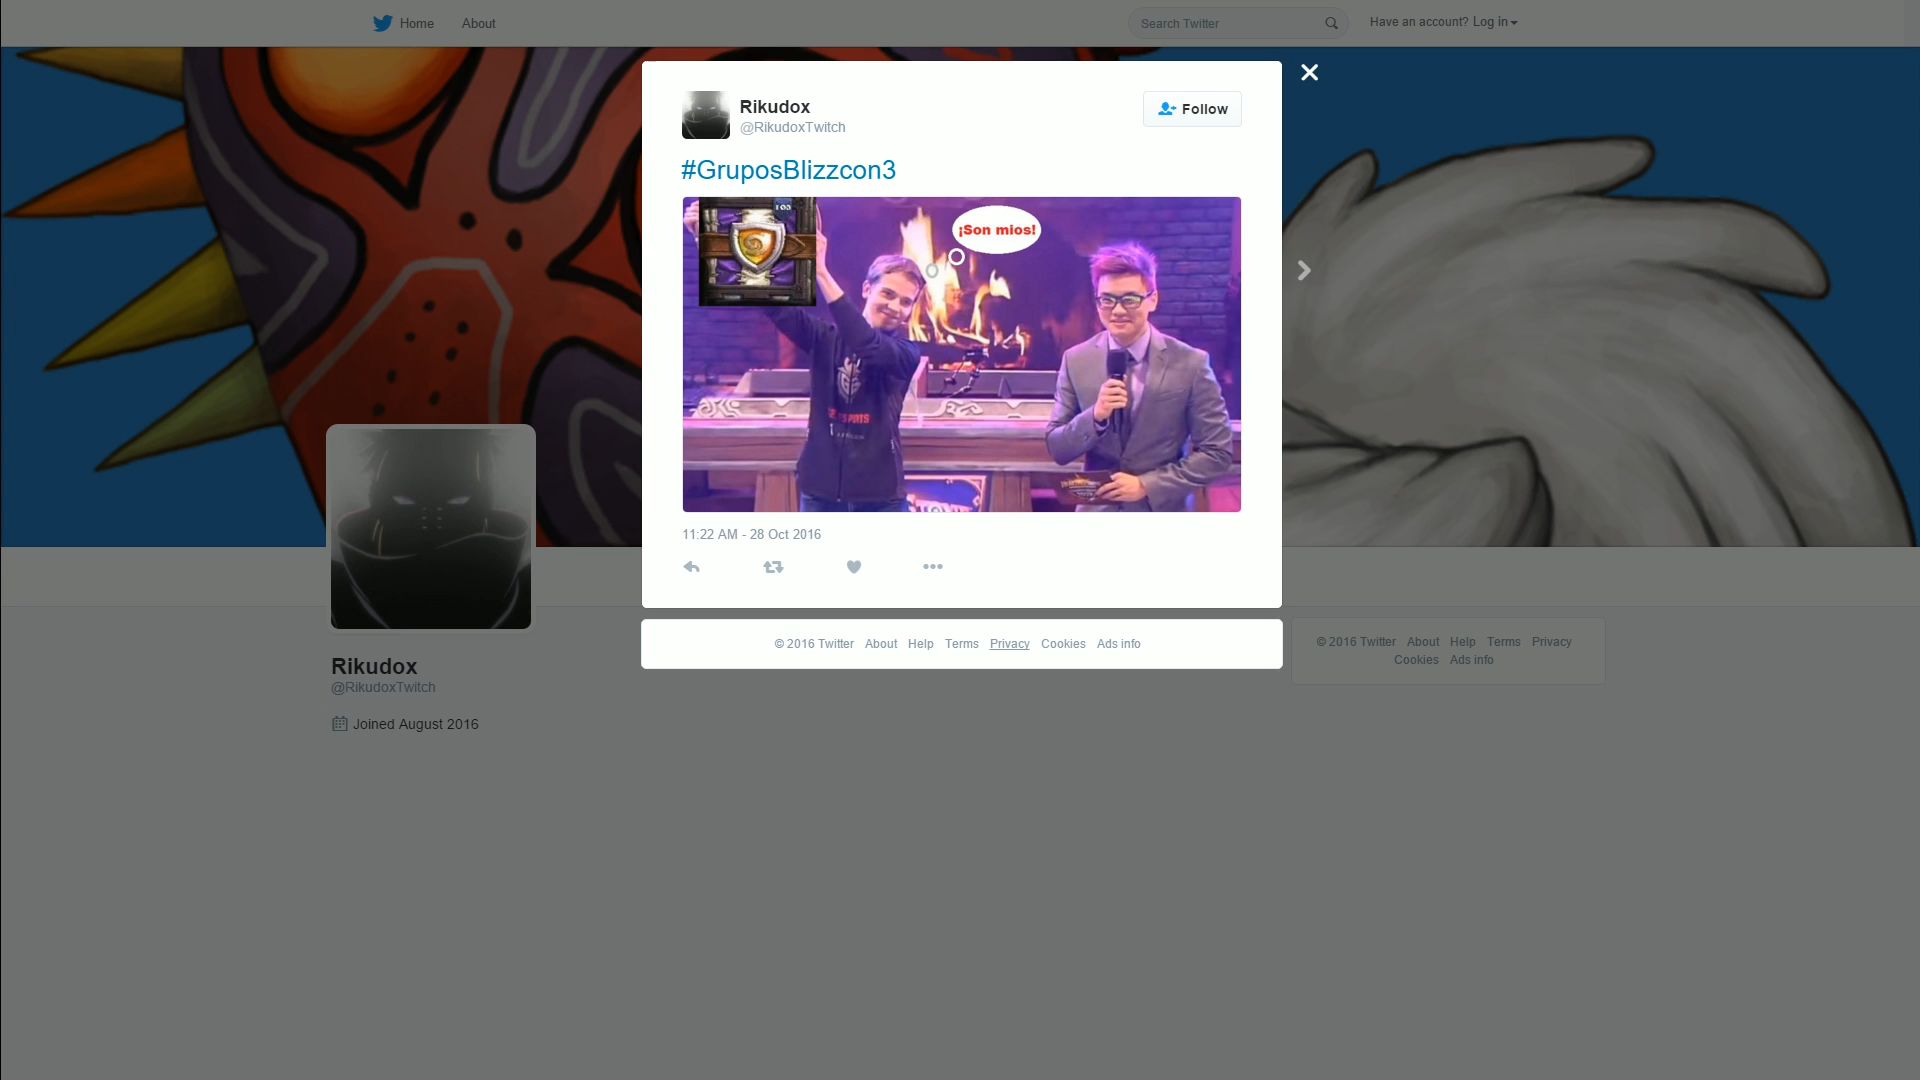 Home About
Search Twitter
Have an account? Log in
Rikudox
@RikudoxTwitch
Follow
#GruposBlizzcon3
¡Son mios!
11:22 AM - 28 Oct 2016
© 2016 Twitter About Help Terms Privacy Cookies Ads info
Rikudox
@RikudoxTwitch
Joined August 2016
© 2016 Twitter About Help Terms Privacy
Cookies Ads info